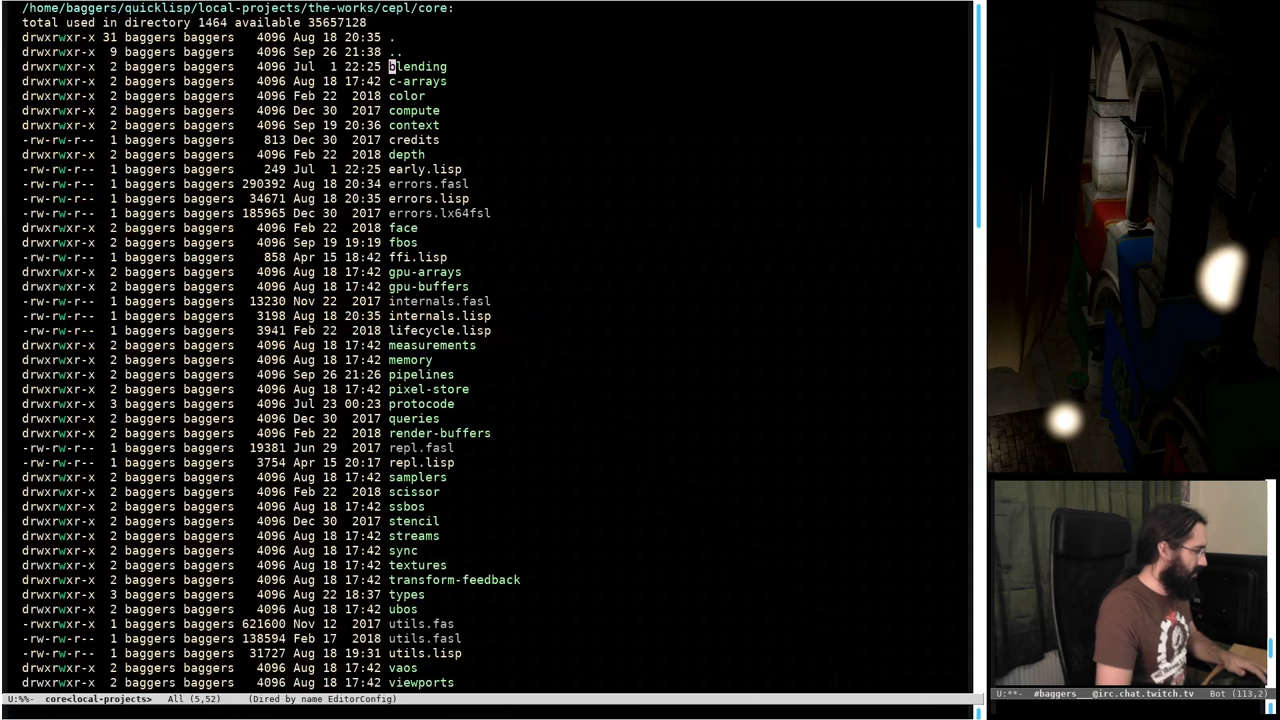 /home/baggers/quicklisp/local-projects/the-works/cepl/core:
total used in directory 1464 available 35657128
drwxrwxr-x 31 baggers baggers   4096 Aug 18 20:35 .
drwxrwxr-x  9 baggers baggers   4096 Sep 26 21:38 ..
drwxrwxr-x  2 baggers baggers   4096 Jul  1 22:25 blending
drwxrwxr-x  2 baggers baggers   4096 Aug 18 17:42 c-arrays
drwxrwxr-x  2 baggers baggers   4096 Feb 22  2018 color
drwxrwxr-x  2 baggers baggers   4096 Dec 30  2017 compute
drwxrwxr-x  2 baggers baggers   4096 Sep 19 20:36 context
-rw-rw-r--  1 baggers baggers    813 Dec 30  2017 credits
drwxrwxr-x  2 baggers baggers   4096 Feb 22  2018 depth
-rw-rw-r--  1 baggers baggers    249 Jul  1 22:25 early.lisp
-rw-rw-r--  1 baggers baggers 290392 Aug 18 20:34 errors.fasl
-rw-rw-r--  1 baggers baggers  34671 Aug 18 20:35 errors.lisp
-rw-rw-r--  1 baggers baggers 185965 Dec 30  2017 errors.lx64fsl
drwxrwxr-x  2 baggers baggers   4096 Feb 22  2018 face
drwxrwxr-x  2 baggers baggers   4096 Sep 19 19:19 fbos
-rw-rw-r--  1 baggers baggers    858 Apr 15 18:42 ffi.lisp
drwxrwxr-x  2 baggers baggers   4096 Aug 18 17:42 gpu-arrays
drwxrwxr-x  2 baggers baggers   4096 Aug 18 17:42 gpu-buffers
-rw-rw-r--  1 baggers baggers  13230 Nov 22  2017 internals.fasl
-rw-rw-r--  1 baggers baggers   3198 Aug 18 20:35 internals.lisp
-rw-rw-r--  1 baggers baggers   3941 Feb 22  2018 lifecycle.lisp
drwxrwxr-x  2 baggers baggers   4096 Aug 18 17:42 measurements
drwxrwxr-x  2 baggers baggers   4096 Aug 18 17:42 memory
drwxrwxr-x  2 baggers baggers   4096 Sep 26 21:26 pipelines
drwxrwxr-x  2 baggers baggers   4096 Aug 18 17:42 pixel-store
drwxrwxr-x  3 baggers baggers   4096 Jul 23 00:23 protocode
drwxrwxr-x  2 baggers baggers   4096 Dec 30  2017 queries
drwxrwxr-x  2 baggers baggers   4096 Feb 22  2018 render-buffers
-rw-rw-r--  1 baggers baggers  19381 Jun 29  2017 repl.fasl
-rw-rw-r--  1 baggers baggers   3754 Apr 15 20:17 repl.lisp
drwxrwxr-x  2 baggers baggers   4096 Aug 18 17:42 samplers
drwxrwxr-x  2 baggers baggers   4096 Feb 22  2018 scissor
drwxrwxr-x  2 baggers baggers   4096 Aug 18 17:42 ssbos
drwxrwxr-x  2 baggers baggers   4096 Dec 30  2017 stencil
drwxrwxr-x  2 baggers baggers   4096 Aug 18 17:42 streams
drwxrwxr-x  2 baggers baggers   4096 Aug 18 17:42 sync
drwxrwxr-x  2 baggers baggers   4096 Aug 18 17:42 textures
drwxrwxr-x  2 baggers baggers   4096 Aug 18 17:42 transform-feedback
drwxrwxr-x  3 baggers baggers   4096 Aug 22 18:37 types
drwxrwxr-x  2 baggers baggers   4096 Aug 18 17:42 ubos
-rwxrwxr-x  1 baggers baggers 621600 Nov 12  2017 utils.fas
-rwxrw-r--  1 baggers baggers 138594 Feb 17  2018 utils.fasl
-rw-rw-r--  1 baggers baggers  31727 Aug 18 19:31 utils.lisp
drwxrwxr-x  2 baggers baggers   4096 Aug 18 17:42 vaos
drwxrwxr-x  2 baggers baggers   4096 Aug 18 17:42 viewports
U:%%-  core<local-projects>   All (5,52)     (Dired by name EditorConfig)
U:**-  #baggers___@irc.chat.twitch.tv   Bot (113,2)